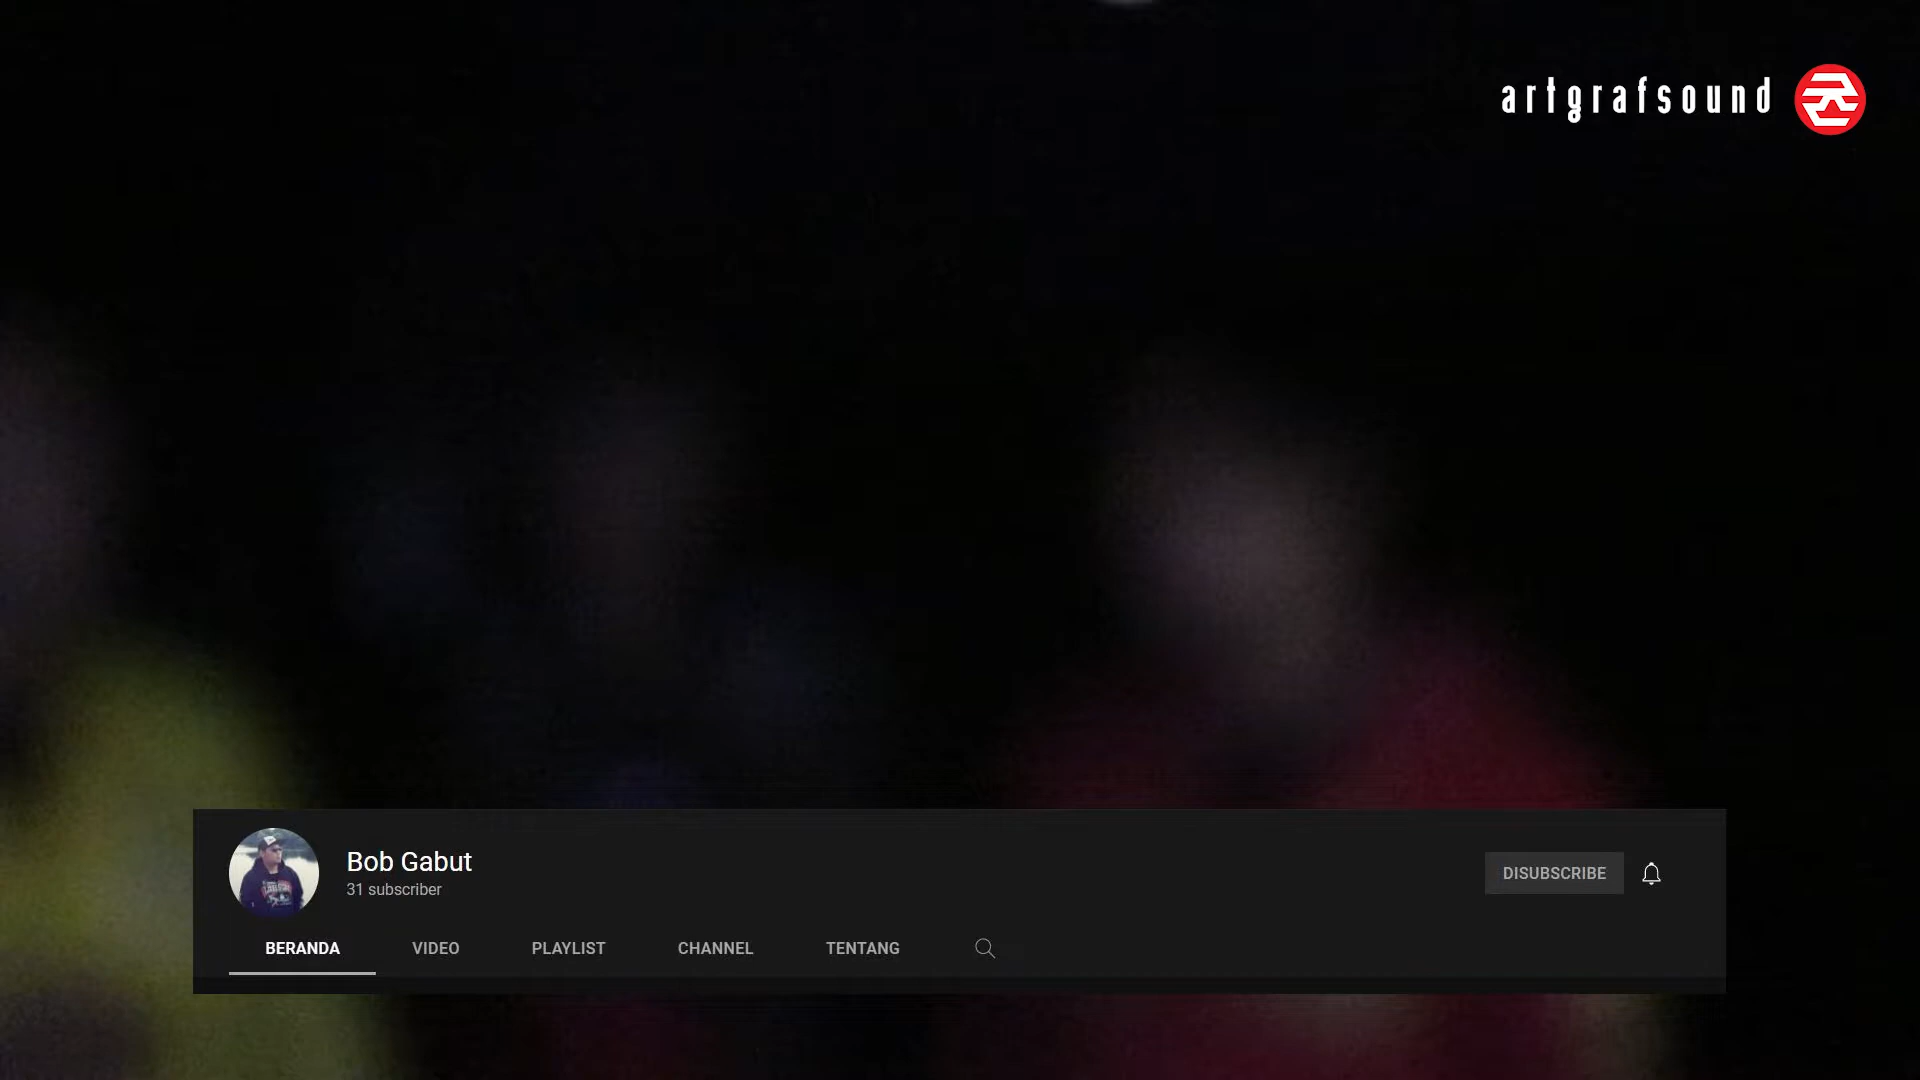 artgrafsound
Bob Gabut
31 subscriber
DISUBSCRIBE
BERANDA VIDEO PLAYLIST CHANNEL TENTANG